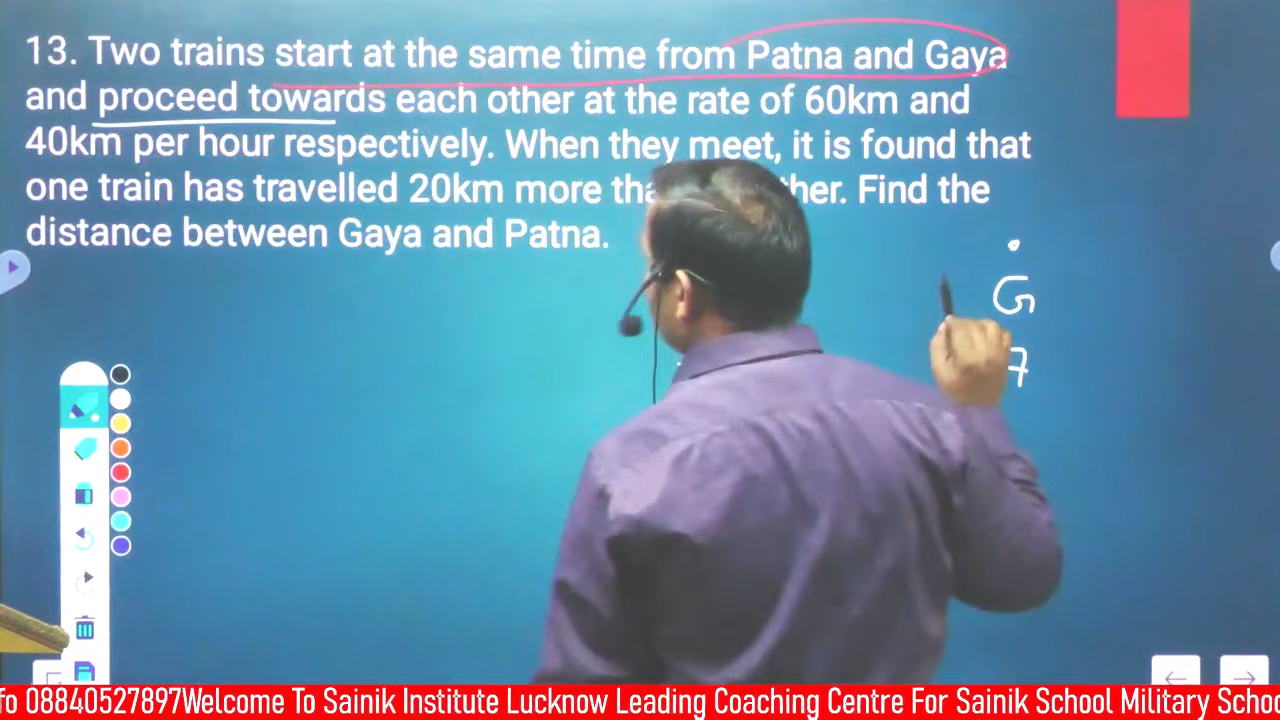 13. Two trains start at the same time from Patna and Gaya
and proceed towards each other at the rate of 60km and
40km per hour respectively. When they meet, it is found that
one train has travelled 20km more Find the
distance between Gaya and Patna.
G
7
08840527897Welcome To Sainik Institute Lucknow Leading Coaching Centre For Sainik School Military